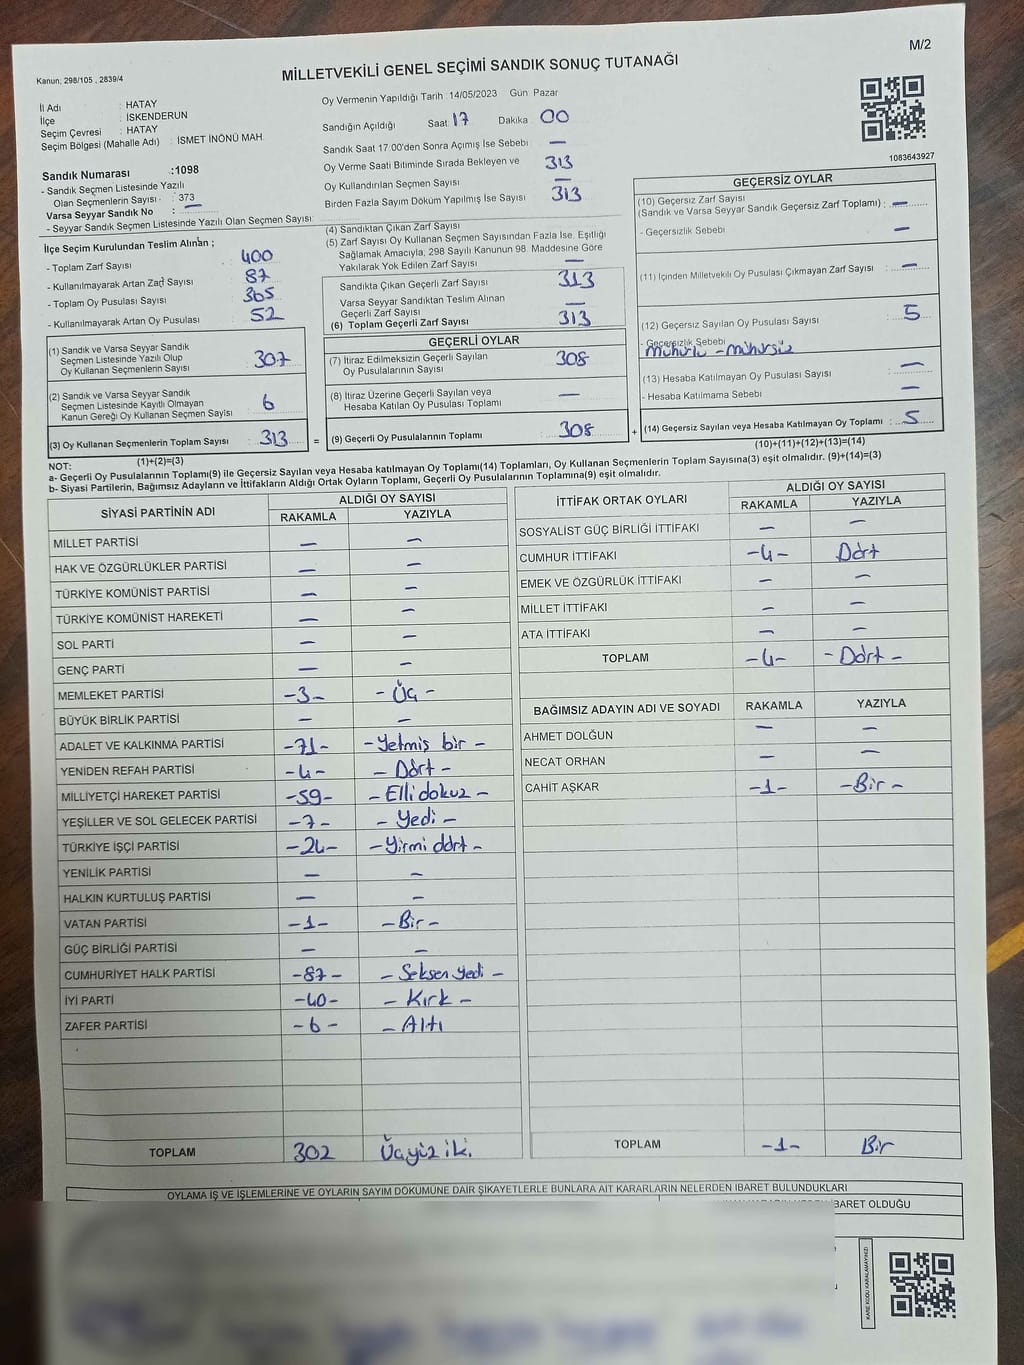 M/2
Kanun; 298/105 , 2839/4
MİLLETVEKİLİ GENEL SEÇİMİ SANDIK SONUÇ TUTANAĞI
İl Adı : HATAY
İlçe : İSKENDERUN
Seçim Çevresi : HATAY
Seçim Bölgesi (Mahalle Adı) : İSMET İNÖNÜ MAH.
Sandık Numarası :1098
- Sandık Seçmen Listesinde Yazılı
Olan Seçmenlerin Sayısı : 373
Varsa Seyyar Sandık No : —
- Seyyar Sandık Seçmen Listesinde Yazılı Olan Seçmen Sayısı:
Oy Vermenin Yapıldığı Tarih :14/05/2023 Gün Pazar
Sandığın Açıldığı Saat 17 Dakika 00
Sandık Saat 17.00'den Sonra Açımış İse Sebebi —
Oy Verme Saati Bitiminde Sırada Bekleyen ve 313
Oy Kullandırılan Seçmen Sayısı —
Birden Fazla Sayım Döküm Yapılmış İse Sayısı 313
1083643927
İlçe Seçim Kurulundan Teslim Alınan ;
- Toplam Zarf Sayısı 400
- Kullanılmayarak Artan Zarf Sayısı 87
- Toplam Oy Pusulası Sayısı 365
- Kullanılmayarak Artan Oy Pusulası 52
(4) Sandıktan Çıkan Zarf Sayısı
(5) Zarf Sayısı Oy Kullanan Seçmen Sayısından Fazla İse, Eşitliği
Sağlamak Amacıyla, 298 Sayılı Kanunun 98. Maddesine Göre
Yakılarak Yok Edilen Zarf Sayısı —
Sandıkta Çıkan Geçerli Zarf Sayısı 313
Varsa Seyyar Sandıktan Teslim Alınan
Geçerli Zarf Sayısı —
(6) Toplam Geçerli Zarf Sayısı 313
GEÇERSİZ OYLAR
(10) Geçersiz Zarf Sayısı
(Sandık ve Varsa Seyyar Sandık Geçersiz Zarf Toplamı) : —
- Geçersizlik Sebebi —
(11) İçinden Milletvekili Oy Pusulası Çıkmayan Zarf Sayısı : —
(12) Geçersiz Sayılan Oy Pusulası Sayısı 5
- Geçersizlik Sebebi
mühürlü - mühürsüz
(13) Hesaba Katılmayan Oy Pusulası Sayısı —
- Hesaba Katılmama Sebebi —
(14) Geçersiz Sayılan veya Hesaba Katılmayan Oy Toplamı : 5
(10)+(11)+(12)+(13)=(14)
(1) Sandık ve Varsa Seyyar Sandık
Seçmen Listesinde Yazılı Olup
Oy Kullanan Seçmenlerin Sayısı 307
(2) Sandık ve Varsa Seyyar Sandık
Seçmen Listesinde Kayıtlı Olmayan
Kanun Gereği Oy Kullanan Seçmen Sayısı 6
(3) Oy Kullanan Seçmenlerin Toplam Sayısı 313 =
(1)+(2)=(3)
GEÇERLİ OYLAR
(7) İtiraz Edilmeksizin Geçerli Sayılan
Oy Pusulalarının Sayısı 308
(8) İtiraz Üzerine Geçerli Sayılan veya
Hesaba Katılan Oy Pusulası Toplamı —
(9) Geçerli Oy Pusulalarının Toplamı : 308 +
NOT:
a- Geçerli Oy Pusulalarının Toplamı(9) ile Geçersiz Sayılan veya Hesaba katılmayan Oy Toplamı(14) Toplamları, Oy Kullanan Seçmenlerin Toplam Sayısına(3) eşit olmalıdır. (9)+(14)=(3)
b- Siyasi Partilerin, Bağımsız Adayların ve İttifakların Aldığı Ortak Oyların Toplamı, Geçerli Oy Pusulalarının Toplamına(9) eşit olmalıdır.
SİYASİ PARTİNİN ADI ALDIĞI OY SAYISI
RAKAMLA YAZIYLA
MİLLET PARTİSİ — —
HAK VE ÖZGÜRLÜKLER PARTİSİ — —
TÜRKİYE KOMÜNİST PARTİSİ — —
TÜRKİYE KOMÜNİST HAREKETİ — —
SOL PARTİ — —
GENÇ PARTİ — —
MEMLEKET PARTİSİ -3- - Üç -
BÜYÜK BİRLİK PARTİSİ — —
ADALET VE KALKINMA PARTİSİ -71- - Yetmiş bir -
YENİDEN REFAH PARTİSİ -4- - Dört -
MİLLİYETÇİ HAREKET PARTİSİ -59- - Elli dokuz -
YEŞİLLER VE SOL GELECEK PARTİSİ -7- - Yedi -
TÜRKİYE İŞÇİ PARTİSİ -24- - Yirmi dört -
YENİLİK PARTİSİ — —
HALKIN KURTULUŞ PARTİSİ — —
VATAN PARTİSİ -1- - Bir -
GÜÇ BİRLİĞİ PARTİSİ — —
CUMHURİYET HALK PARTİSİ -87- - Seksen yedi -
İYİ PARTİ -40- - Kırk -
ZAFER PARTİSİ -6- - Altı
TOPLAM 302 Üçyüz iki
İTTİFAK ORTAK OYLARI ALDIĞI OY SAYISI
RAKAMLA YAZIYLA
SOSYALİST GÜÇ BİRLİĞİ İTTİFAKI — —
CUMHUR İTTİFAKI -4- Dört
EMEK VE ÖZGÜRLÜK İTTİFAKI — —
MİLLET İTTİFAKI — —
ATA İTTİFAKI — —
TOPLAM -4- - Dört -
BAĞIMSIZ ADAYIN ADI VE SOYADI RAKAMLA YAZIYLA
AHMET DOLĞUN — —
NECAT ORHAN — —
CAHİT AŞKAR -1- - Bir -
TOPLAM -1- Bir
OYLAMA İŞ VE İŞLEMLERİNE VE OYLARIN SAYIM DÖKÜMÜNE DAİR ŞİKAYETLERLE BUNLARA AİT KARARLARIN NELERDEN İBARET BULUNDUKLARI
İBARET OLDUĞU
KARE KODU KARALAMAYINIZ!